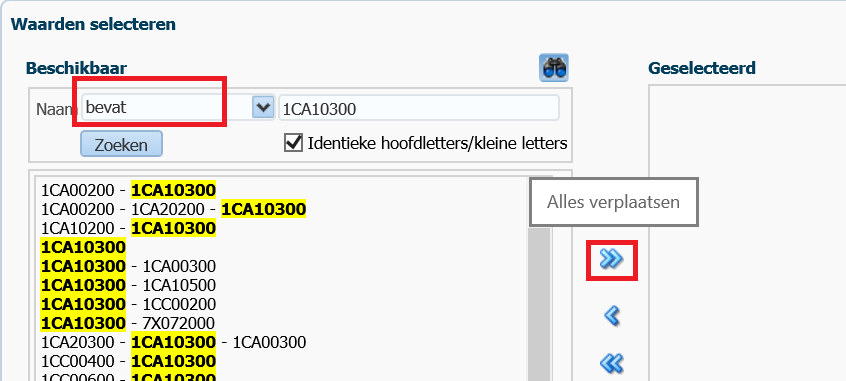 Waarden selecteren
Beschikbaar
Geselecteerd
Naam bevat 1CA10300
Zoeken
Identieke hoofdletters/kleine letters
1CA00200 - 1CA10300
1CA00200 - 1CA20200 - 1CA10300
1CA10200 - 1CA10300
1CA10300
1CA10300 - 1CA00300
1CA10300 - 1CA10500
1CA10300 - 1CC00200
1CA10300 - 7X072000
1CA20300 - 1CA10300 - 1CA00300
1CC00400 - 1CA10300
1CC00600 - 1CA10300
Alles verplaatsen